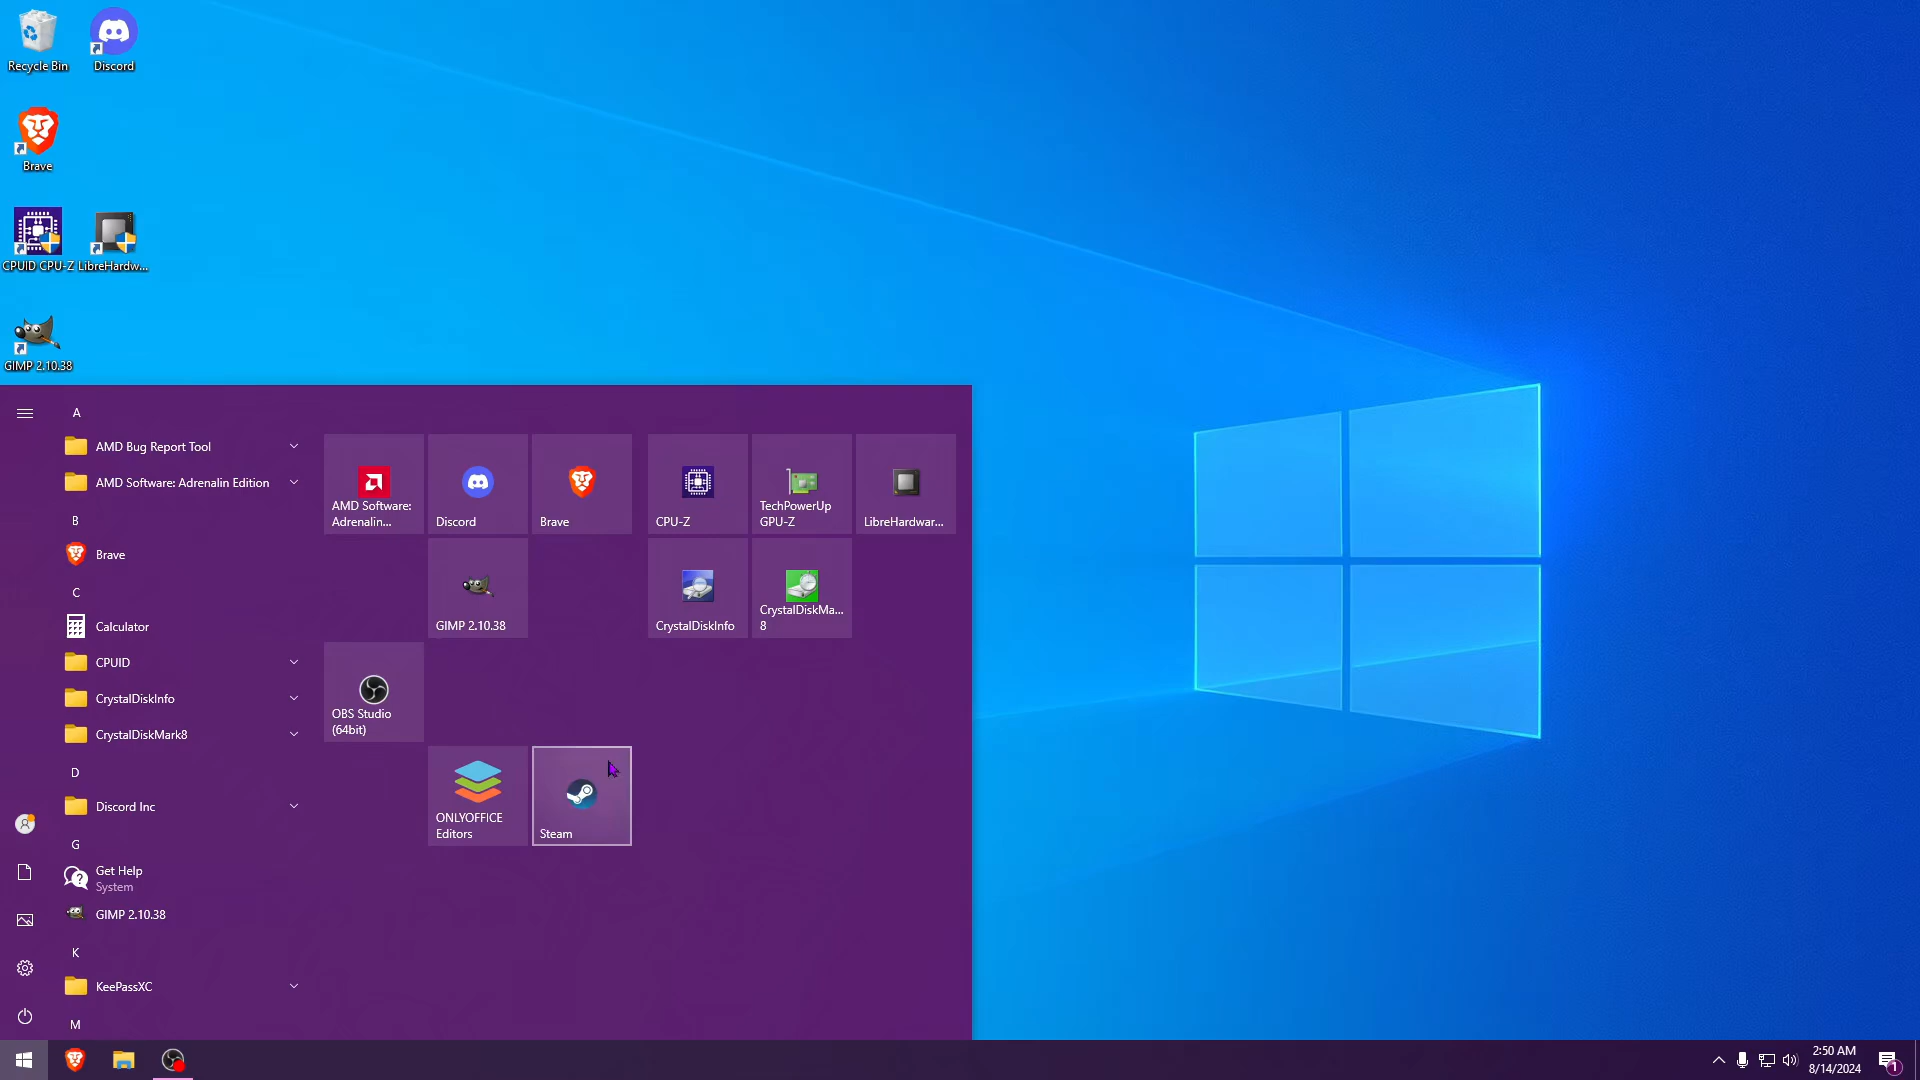 Recycle Bin
Discord
Brave
CPUID CPU-Z
LibreHardw...
GIMP 2.10.38
A
AMD Bug Report Tool
AMD Software: Adrenalin Edition
B
Brave
C
Calculator
CPUID
CrystalDiskInfo
CrystalDiskMark8
D
Discord Inc
G
Get Help
System
GIMP 2.10.38
K
KeePassXC
M
AMD Software:
Adrenalin...
Discord
Brave
CPU-Z
TechPowerUp
GPU-Z
LibreHardwar...
GIMP 2.10.38
CrystalDiskInfo
CrystalDiskMa...
8
OBS Studio
(64bit)
ONLYOFFICE
Editors
Steam
2:50 AM
8/14/2024
1